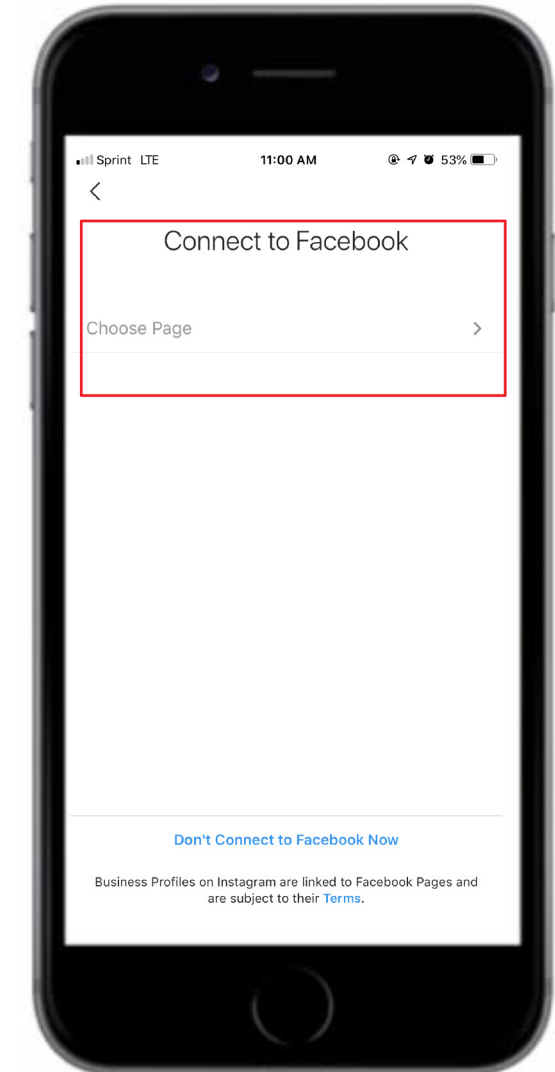 Sprint LTE 11:00 AM 53%
Connect to Facebook
Choose Page
Don't Connect to Facebook Now
Business Profiles on Instagram are linked to Facebook Pages and
are subject to their Terms.